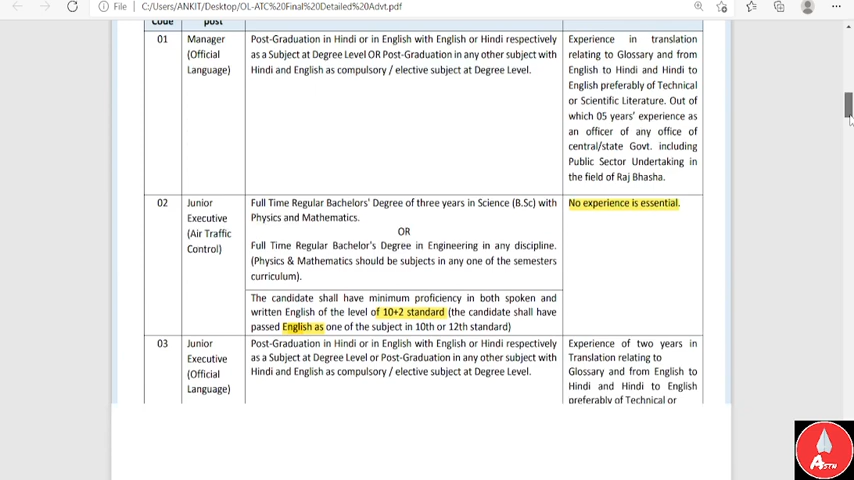 File
C:/Users/ANKIT/Desktop/OL-ATC%20Final%20Detailed%20Advt.pdf
Code
post
01
Manager
(Official
Language)
Post-Graduation in Hindi or in English with English or Hindi respectively
as a Subject at Degree Level OR Post-Graduation in any other subject with
Hindi and English as compulsory / elective subject at Degree Level.
Experience in translation
relating to Glossary and from
English to Hindi and Hindi to
English preferably of Technical
or Scientific Literature. Out of
which 05 years' experience as
an officer of any office of
central/state Govt. including
Public Sector Undertaking in
the field of Raj Bhasha.
02
Junior
Executive
(Air Traffic
Control)
Full Time Regular Bachelors' Degree of three years in Science (B.Sc) with
Physics and Mathematics.
OR
Full Time Regular Bachelor's Degree in Engineering in any discipline.
(Physics & Mathematics should be subjects in any one of the semesters
curriculum).
No experience is essential.
The candidate shall have minimum proficiency in both spoken and
written English of the level of 10+2 standard (the candidate shall have
passed English as one of the subject in 10th or 12th standard)
03
Junior
Executive
(Official
Language)
Post-Graduation in Hindi or in English with English or Hindi respectively
as a Subject at Degree Level or Post-Graduation in any other subject with
Hindi and English as compulsory / elective subject at Degree Level.
Experience of two years in
Translation relating to
Glossary and from English to
Hindi and Hindi to English
preferably of Technical or
ASTN